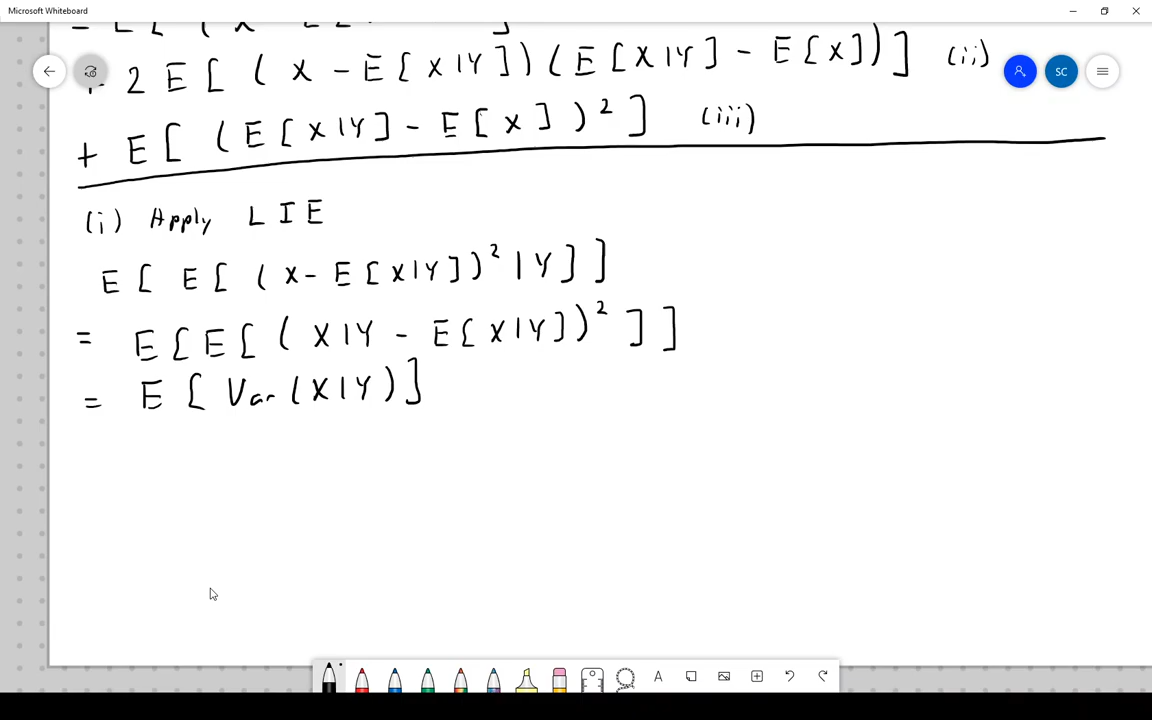 Microsoft Whiteboard
+ 2 E [ ( X - E [ X | Y ] ) ( E [ X | Y ] - E [ X ] ) ] (ii)
+ E [ ( E [ X | Y ] - E [ X ] ) ² ] (iii)
SC
(i) Apply LIE
E [ E [ ( X - E [ X | Y ] ) ² | Y ] ]
= E [ E [ ( X | Y - E [ X | Y ] ) ² ] ]
= E [ Var ( X | Y ) ]
A